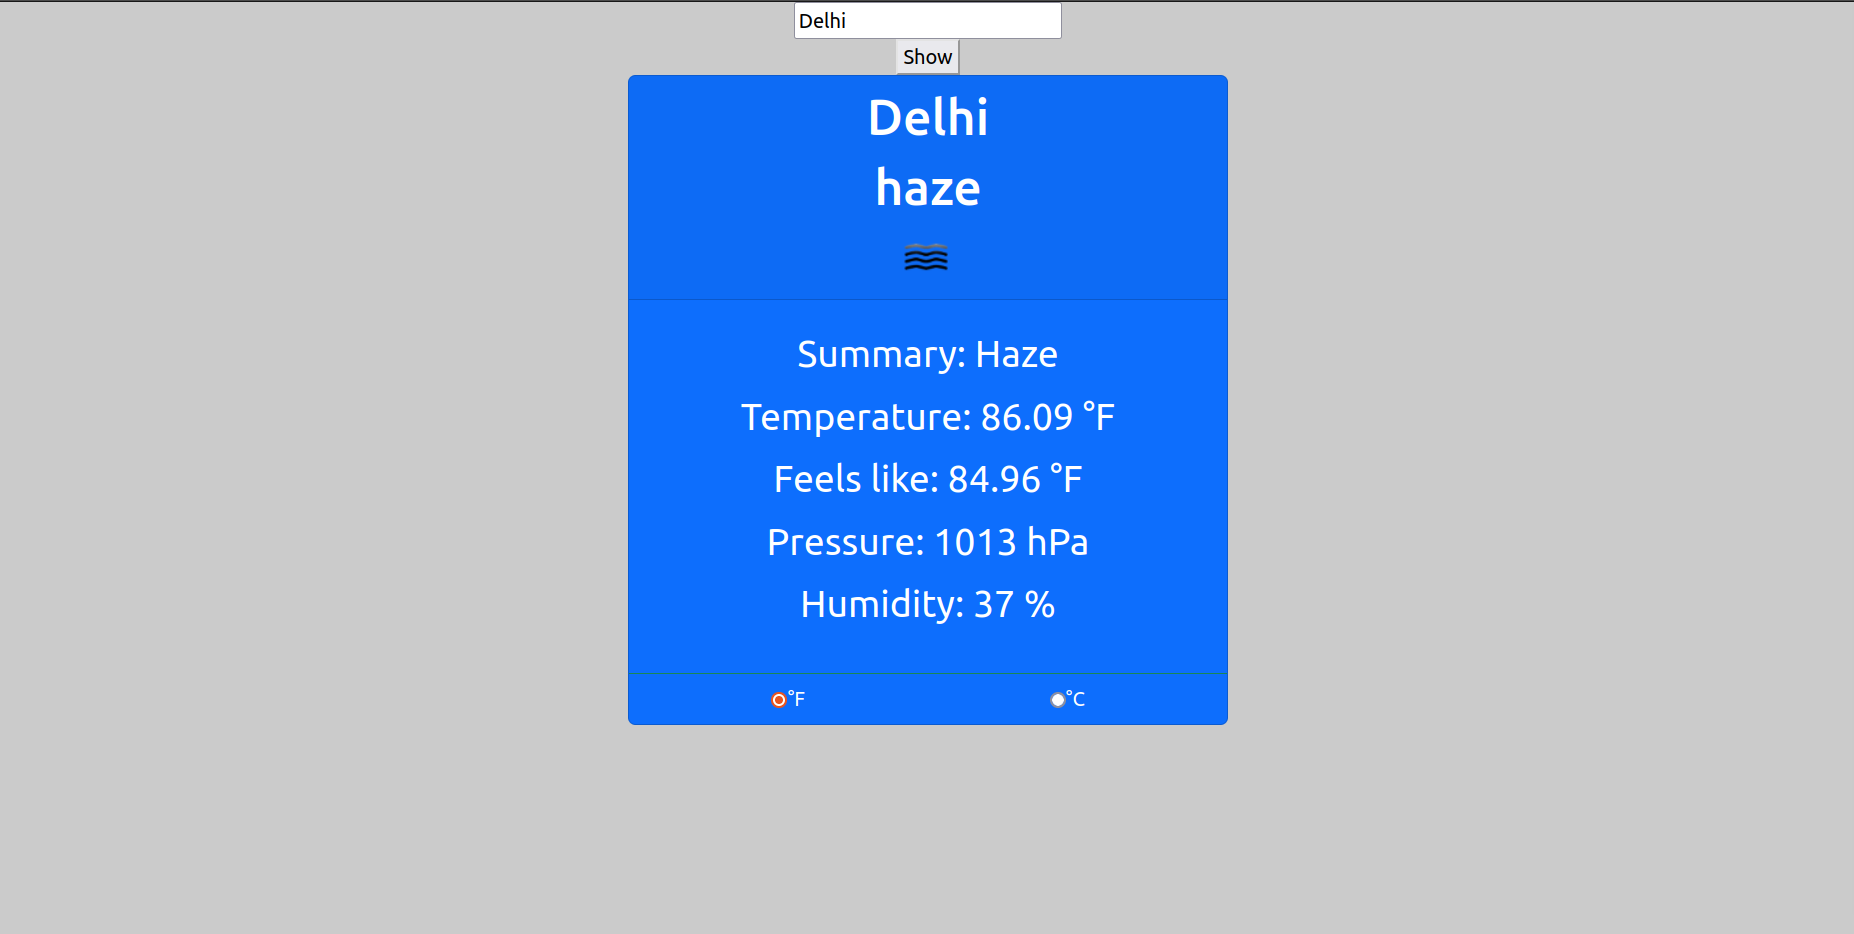 Delhi
Show
Delhi
haze
Summary: Haze
Temperature: 86.09 °F
Feels like: 84.96 °F
Pressure: 1013 hPa
Humidity: 37 %
°F °C